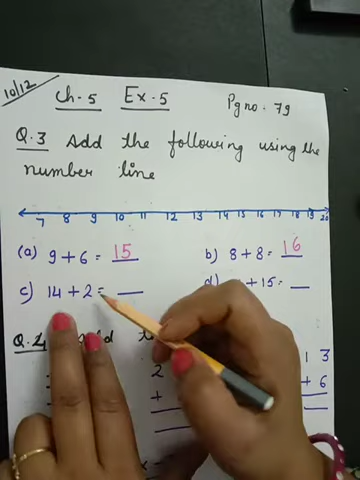 10/12
Ch-5 Ex-5 Pg no. 79
Q.3 Add the following using the
number line
7 8 9 10 11 12 13 14 15 16 17 18 19 20
(a) 9+6= 15 b) 8+8= 16
c) 14+2= d) +15=
Q.4
2 1 3
+ + 6